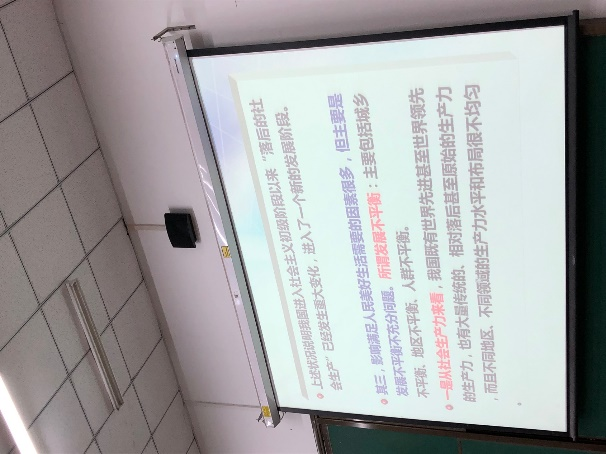 上述状况说明我国进入社会主义初级阶段以来“落后的社
会生产”已经发生重大变化，进入了一个新的发展阶段。
其三，影响满足人民美好生活需要的因素很多，但主要是
发展不平衡不充分问题。所谓发展不平衡：主要包括城乡
不平衡、地区不平衡、人群不平衡。
一是从社会生产力来看，我国既有世界先进甚至世界领先
的生产力，也有大量传统的、相对落后甚至原始的生产力
，而且不同地区、不同领域的生产力水平和布局很不均匀